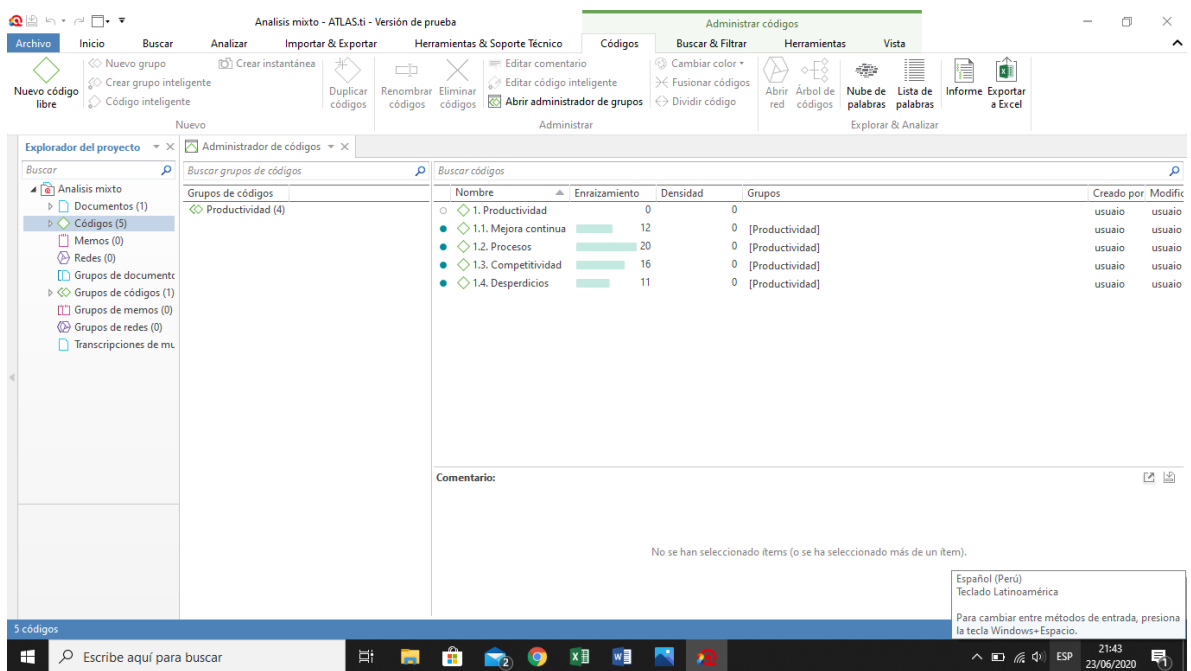 Analisis mixto - ATLAS.ti - Versión de prueba
Administrar códigos
Archivo Inicio Buscar Analizar Importar & Exportar Herramientas & Soporte Técnico Códigos Buscar & Filtrar Herramientas Vista
Nuevo código libre
Nuevo grupo
Crear grupo inteligente
Código inteligente
Crear instantánea
Nuevo
Duplicar códigos
Renombrar códigos
Eliminar códigos
Editar comentario
Editar código inteligente
Abrir administrador de grupos
Administrar
Cambiar color
Fusionar códigos
Dividir código
Abrir red
Árbol de códigos
Nube de palabras
Lista de palabras
Informe
Exportar a Excel
Explorar & Analizar
Explorador del proyecto
Buscar
Analisis mixto
Documentos (1)
Códigos (5)
Memos (0)
Redes (0)
Grupos de documentc
Grupos de códigos (1)
Grupos de memos (0)
Grupos de redes (0)
Transcripciones de mu
Administrador de códigos
Buscar grupos de códigos
Grupos de códigos
Productividad (4)
Buscar códigos
Nombre Enraizamiento Densidad Grupos Creado por Modific
1. Productividad 0 0 usuaio usuaio
1.1. Mejora continua 12 0 [Productividad] usuaio usuaio
1.2. Procesos 20 0 [Productividad] usuaio usuaio
1.3. Competitividad 16 0 [Productividad] usuaio usuaio
1.4. Desperdicios 11 0 [Productividad] usuaio usuaio
Comentario:
No se han seleccionado ítems (o se ha seleccionado más de un ítem).
Español (Perú)
Teclado Latinoamérica
Para cambiar entre métodos de entrada, presiona
la tecla Windows+Espacio.
5 códigos
Escribe aquí para buscar
2
ESP
21:43
23/06/2020
5